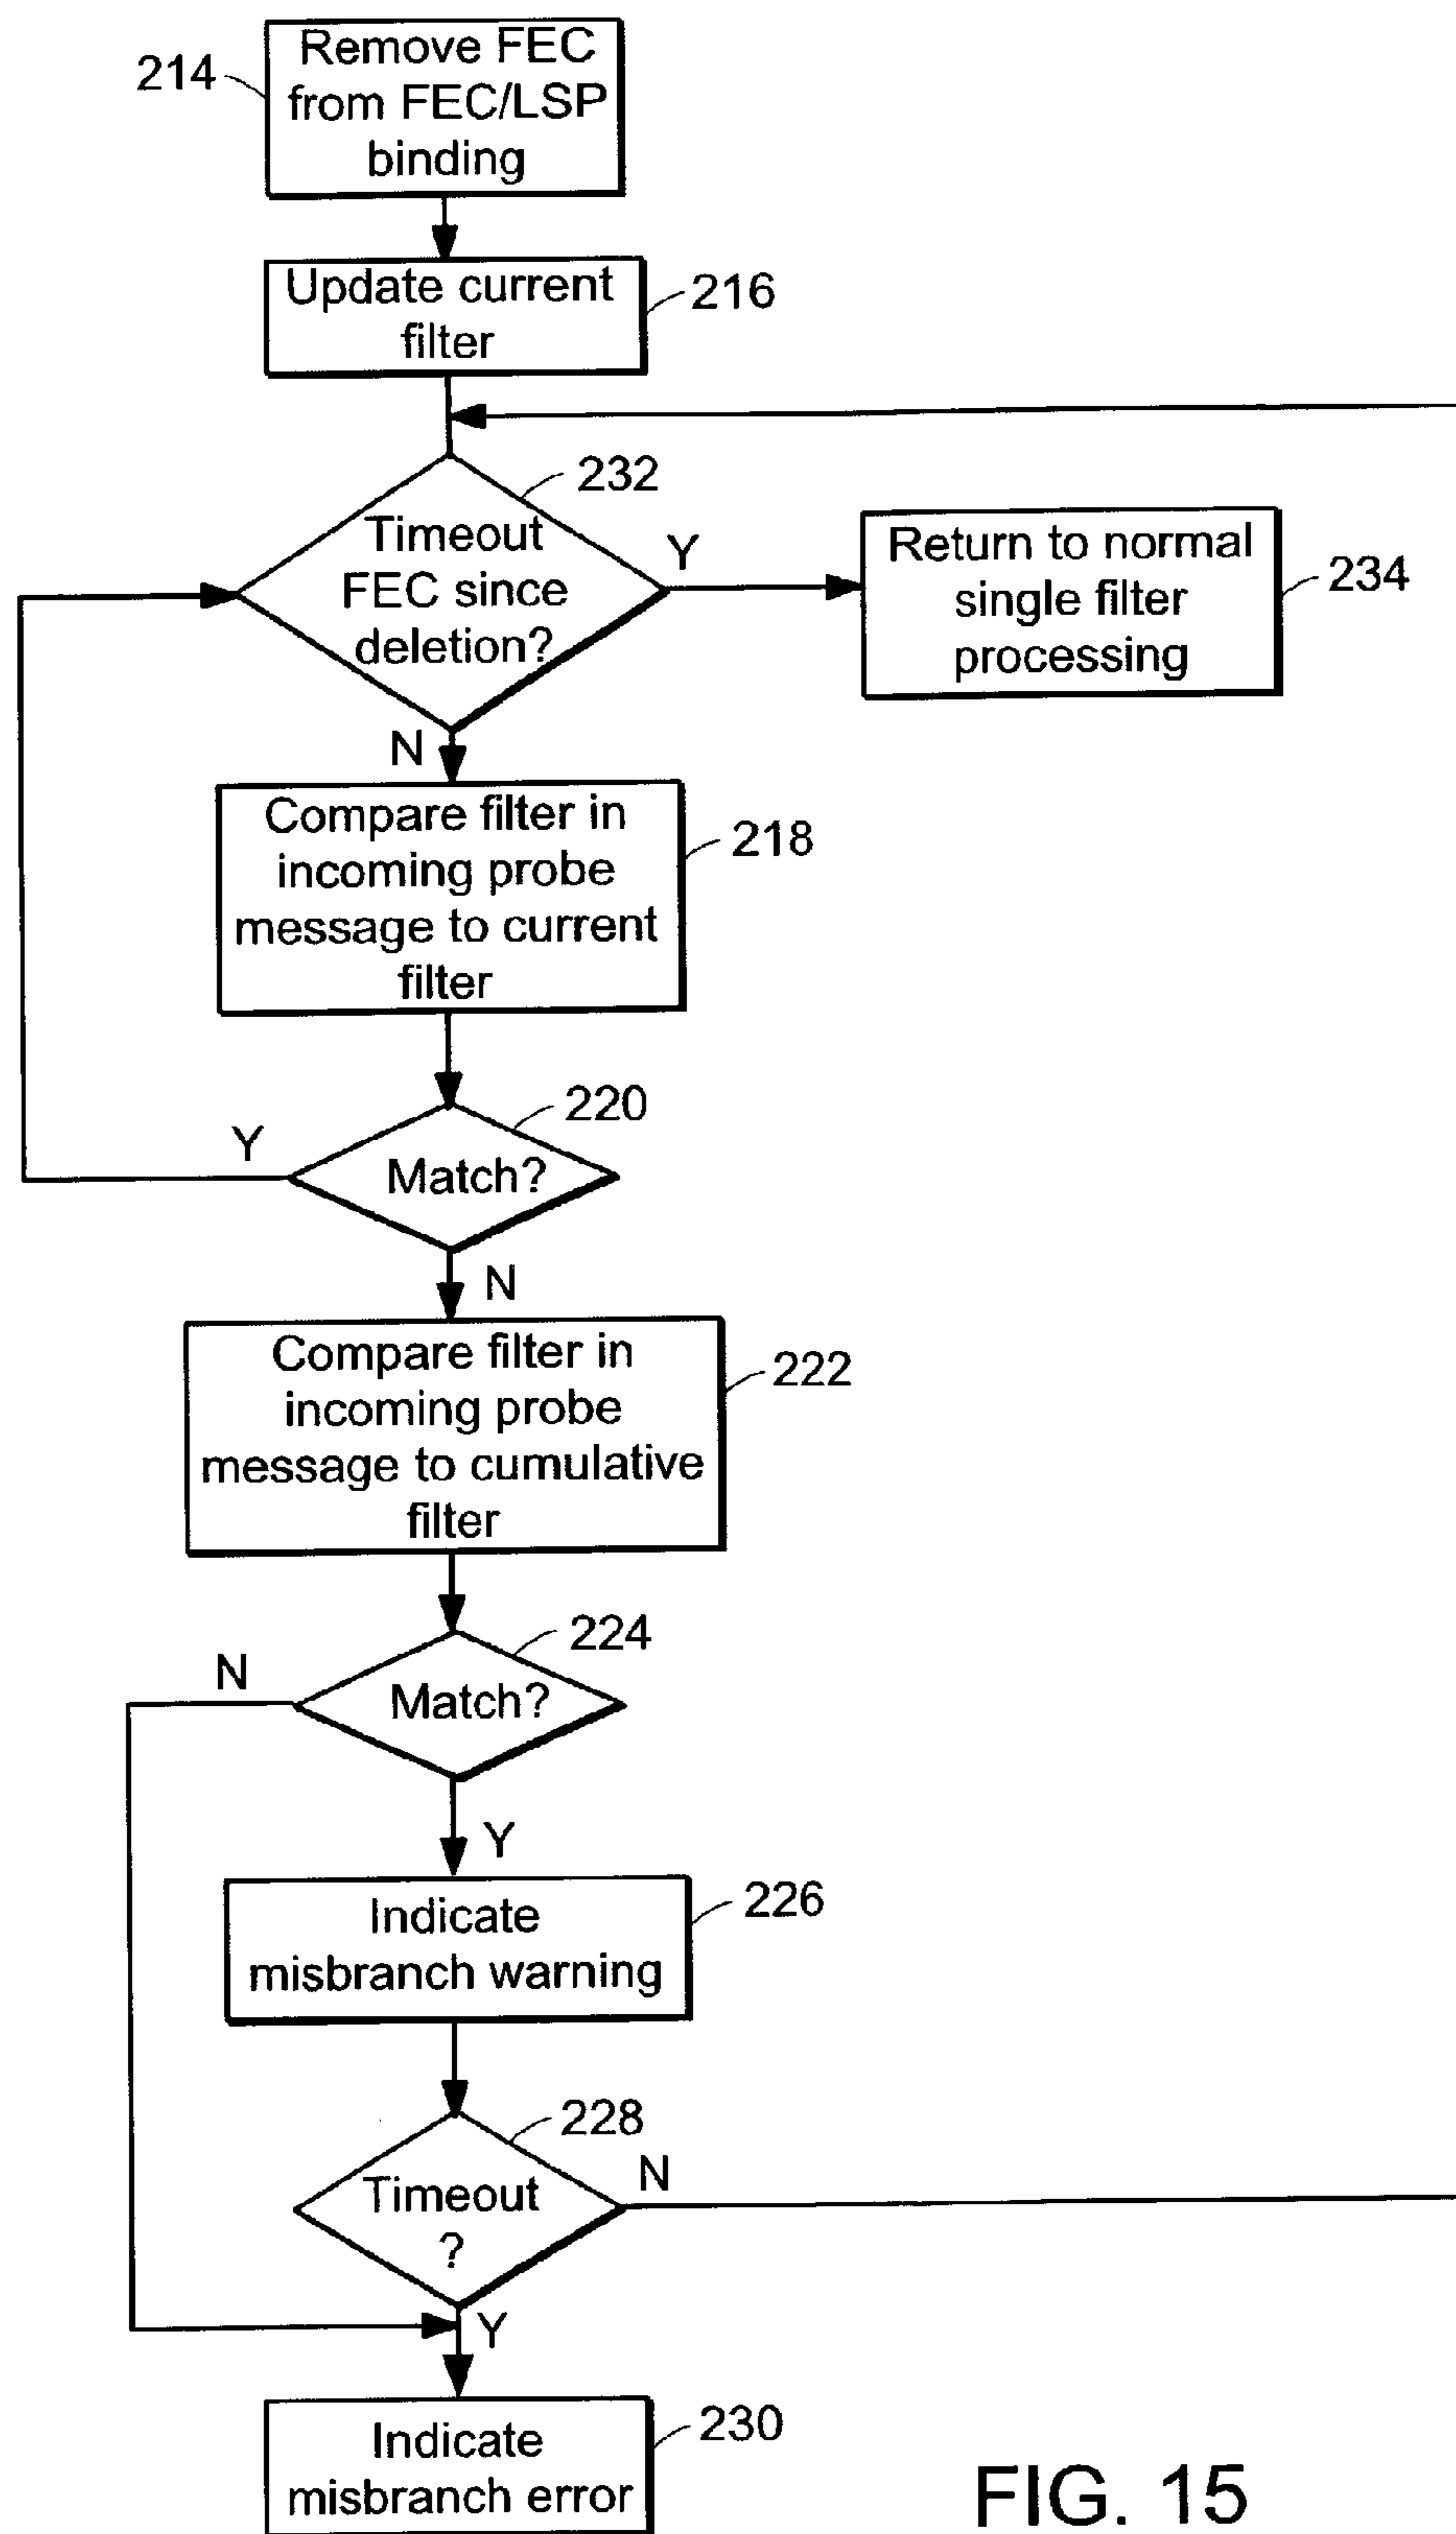 Remove FEC
from FEC/LSP
binding
214
Update current
filter
216
232
Timeout
FEC since
deletion?
Y
Return to normal
single filter
processing
234
N
Compare filter in
incoming probe
message to current
filter
218
220
Y
Match?
N
Compare filter in
incoming probe
message to cumulative
filter
222
224
N
Match?
Y
Indicate
misbranch warning
226
228
N
Timeout
?
Y
Indicate
misbranch error
230
FIG. 15